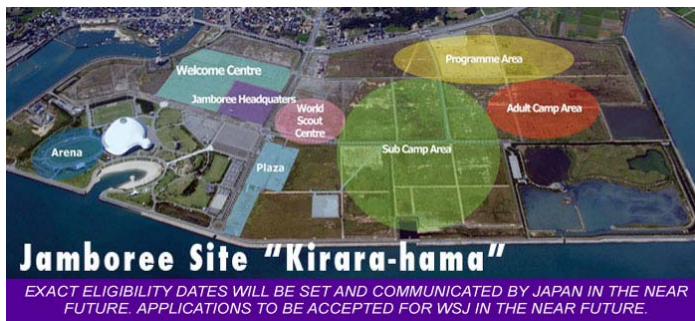 Programme Area
Welcome Centre
Jamboree Headquaters
World
Scout
Centre
Adult Camp Area
Arena
Plaza
Sub Camp Area
Jamboree Site "Kirara-hama"
EXACT ELIGIBILITY DATES WILL BE SET AND COMMUNICATED BY JAPAN IN THE NEAR
FUTURE. APPLICATIONS TO BE ACCEPTED FOR WSJ IN THE NEAR FUTURE.